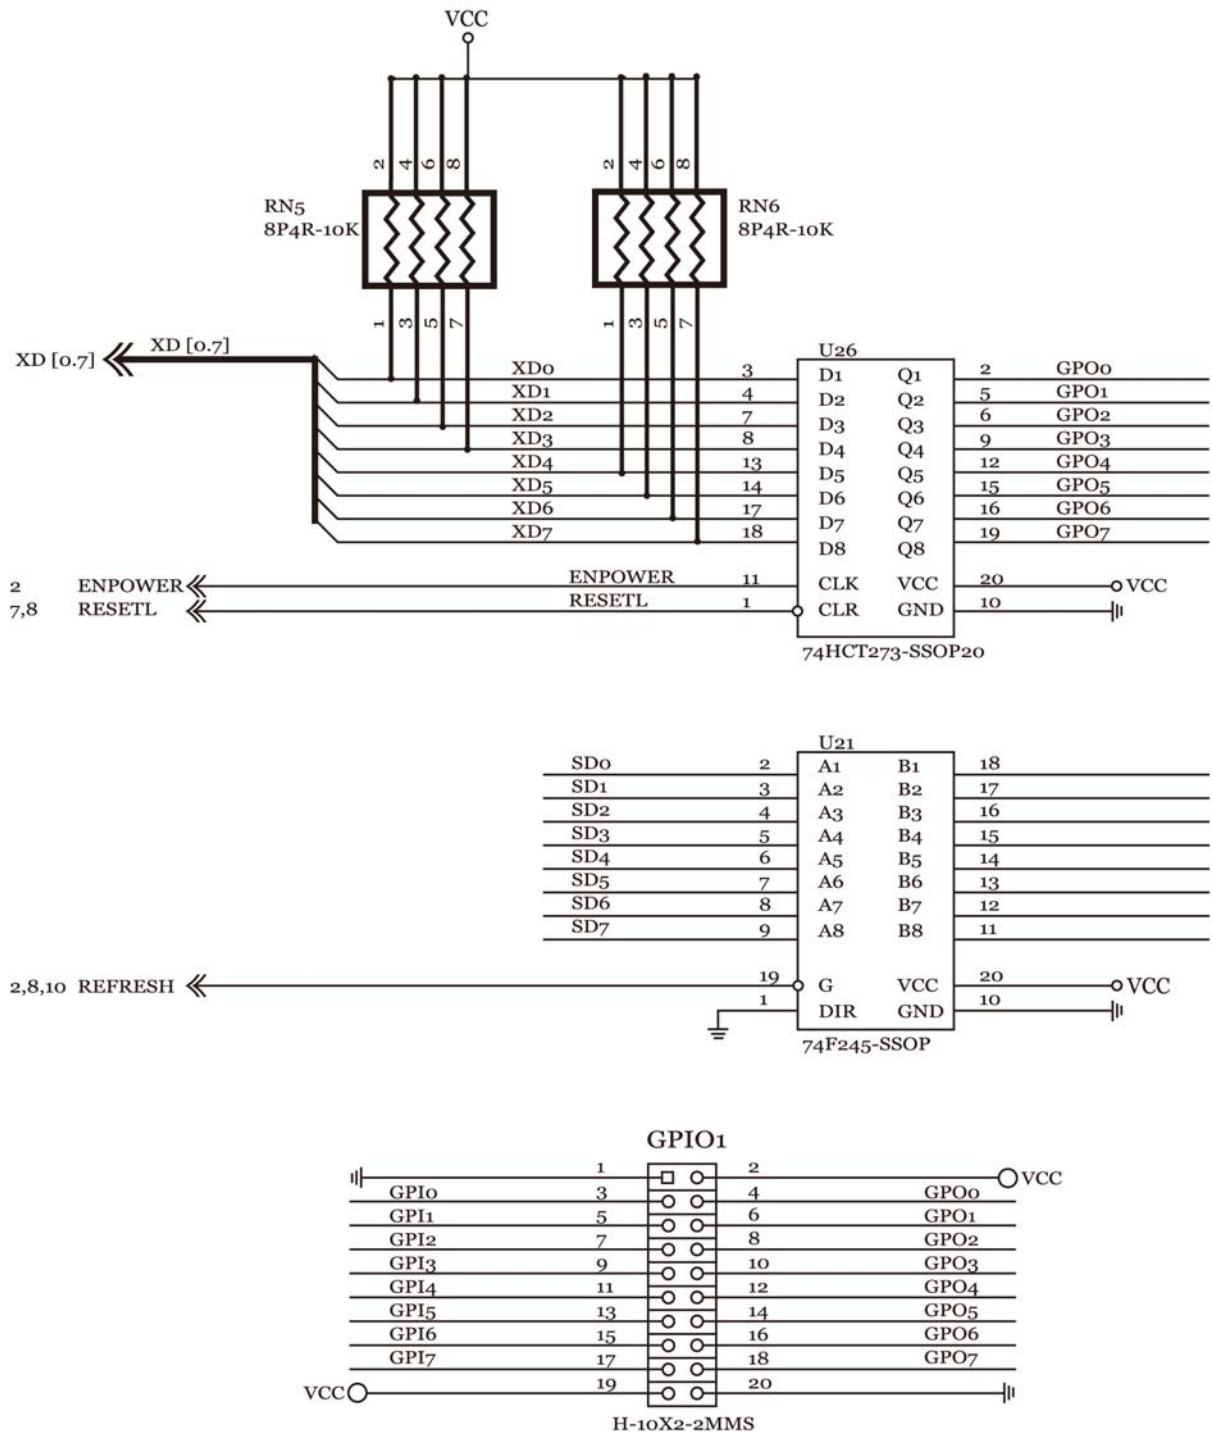 VCC
2 4 6 8 2 4 6 8
RN5 RN6
8P4R-10K 8P4R-10K
1 3 5 7 1 3 5 7
XD [0.7] XD [0.7] U26
XD0 3 D1 Q1 2 GPO0
XD1 4 D2 Q2 5 GPO1
XD2 7 D3 Q3 6 GPO2
XD3 8 D4 Q4 9 GPO3
XD4 13 D5 Q5 12 GPO4
XD5 14 D6 Q6 15 GPO5
XD6 17 D7 Q7 16 GPO6
XD7 18 D8 Q8 19 GPO7
2 ENPOWER ENPOWER 11 CLK VCC 20 VCC
7,8 RESETL RESETL 1 CLR GND 10
74HCT273-SSOP20
U21
SD0 2 A1 B1 18
SD1 3 A2 B2 17
SD2 4 A3 B3 16
SD3 5 A4 B4 15
SD4 6 A5 B5 14
SD5 7 A6 B6 13
SD6 8 A7 B7 12
SD7 9 A8 B8 11
2,8,10 REFRESH 19 G VCC 20 VCC
1 DIR GND 10
74F245-SSOP
GPIO1
1 2 VCC
GPI0 3 4 GPO0
GPI1 5 6 GPO1
GPI2 7 8 GPO2
GPI3 9 10 GPO3
GPI4 11 12 GPO4
GPI5 13 14 GPO5
GPI6 15 16 GPO6
GPI7 17 18 GPO7
VCC 19 20
H-10X2-2MMS